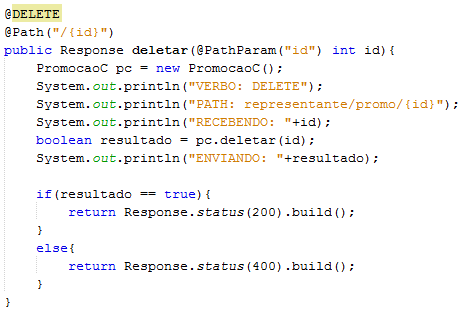 @DELETE
@Path("/{id}")
public Response deletar(@PathParam("id") int id){
PromocaoC pc = new PromocaoC();
System.out.println("VERBO: DELETE");
System.out.println("PATH: representante/promo/{id}");
System.out.println("RECEBENDO: "+id);
boolean resultado = pc.deletar(id);
System.out.println("ENVIANDO: "+resultado);
if(resultado == true){
return Response.status(200).build();
}
else{
return Response.status(400).build();
}
}